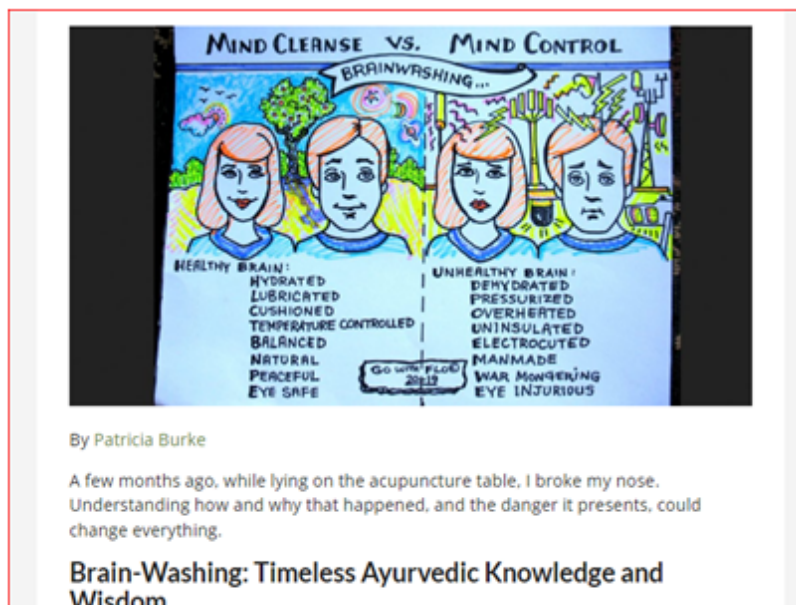 MIND CLEANSE VS. MIND CONTROL
BRAINWASHING...
HEALTHY BRAIN:
HYDRATED
LUBRICATED
CUSHIONED
TEMPERATURE CONTROLLED
BALANCED
NATURAL
PEACEFUL
EYE SAFE
UNHEALTHY BRAIN:
DEHYDRATED
PRESSURIZED
OVERHEATED
UNINSULATED
ELECTROCUTED
MANMADE
WAR MONGERING
EYE INJURIOUS
GO WITH FLO©
2019
By Patricia Burke
A few months ago, while lying on the acupuncture table, I broke my nose.
Understanding how and why that happened, and the danger it presents, could
change everything.
Brain-Washing: Timeless Ayurvedic Knowledge and
Wisdom